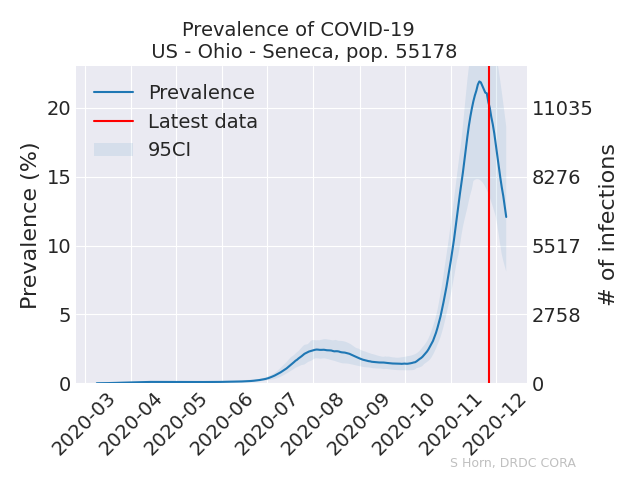 Prevalence of COVID-19
US - Ohio - Seneca, pop. 55178
Prevalence
Latest data
95CI
Prevalence (%)
20
15
10
5
0
11035
8276
5517
2758
0
# of infections
2020-03
2020-04
2020-05
2020-06
2020-07
2020-08
2020-09
2020-10
2020-11
2020-12
S Horn, DRDC CORA